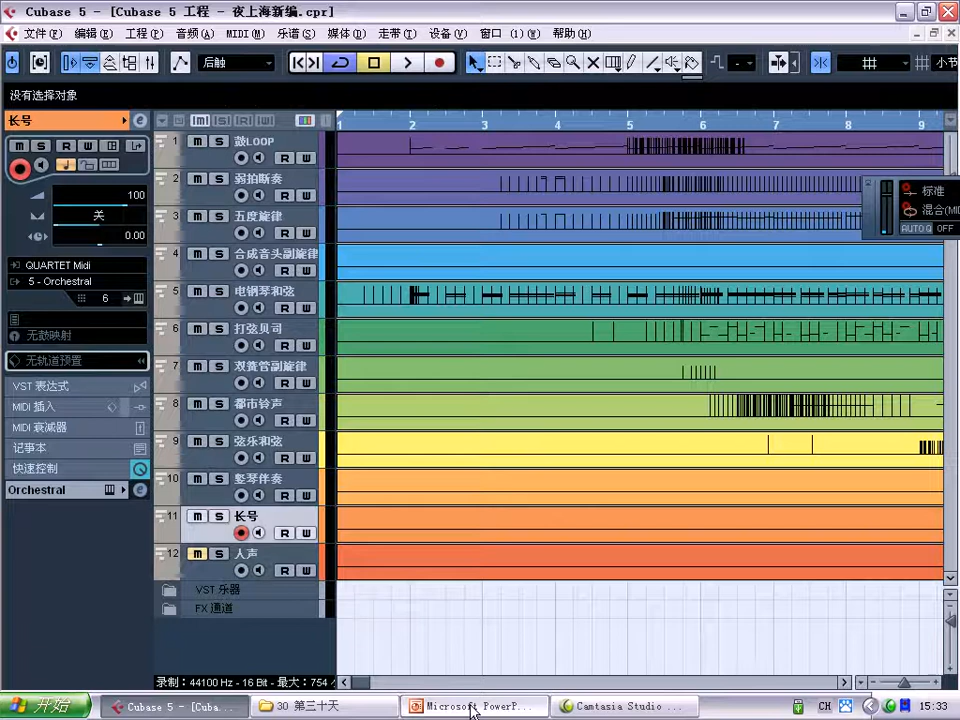 Cubase 5 - [Cubase 5 工程 - 夜上海新编.cpr]
文件(F) 编辑(E) 工程(P) 音频(A) MIDI(M) 乐谱(S) 媒体(D) 走带(T) 设备(V) 窗口 (1)(W) 帮助(H)
后触
小节
没有选择对象
长号
[M] [S] [R] [W]
1 2 3 4 5 6 7 8 9
M S R W
100
关
0.00
QUARTET Midi
5 - Orchestral
6
无鼓映射
无轨道预置
VST 表达式
MIDI 插入
MIDI 衰减器
记事本
快速控制
Orchestral
1 M S 鼓LOOP
R W
2 M S 弱拍断奏
R W
3 M S 五度旋律
R W
4 M S 合成音头副旋律
R W
5 M S 电钢琴和弦
R W
6 M S 打弦贝司
R W
7 M S 双簧管副旋律
R W
8 M S 都市铃声
R W
9 M S 弦乐和弦
R W
10 M S 竖琴伴奏
R W
11 M S 长号
R W
12 M S 人声
R W
VST 乐器
FX 通道
标准
混合(MI
AUTO Q OFF
录制：44100 Hz - 16 Bit - 最大：754
开始
Cubase 5 - [Cuba...
30 第三十天
Microsoft PowerP...
Camtasia Studio ...
CH
15:33